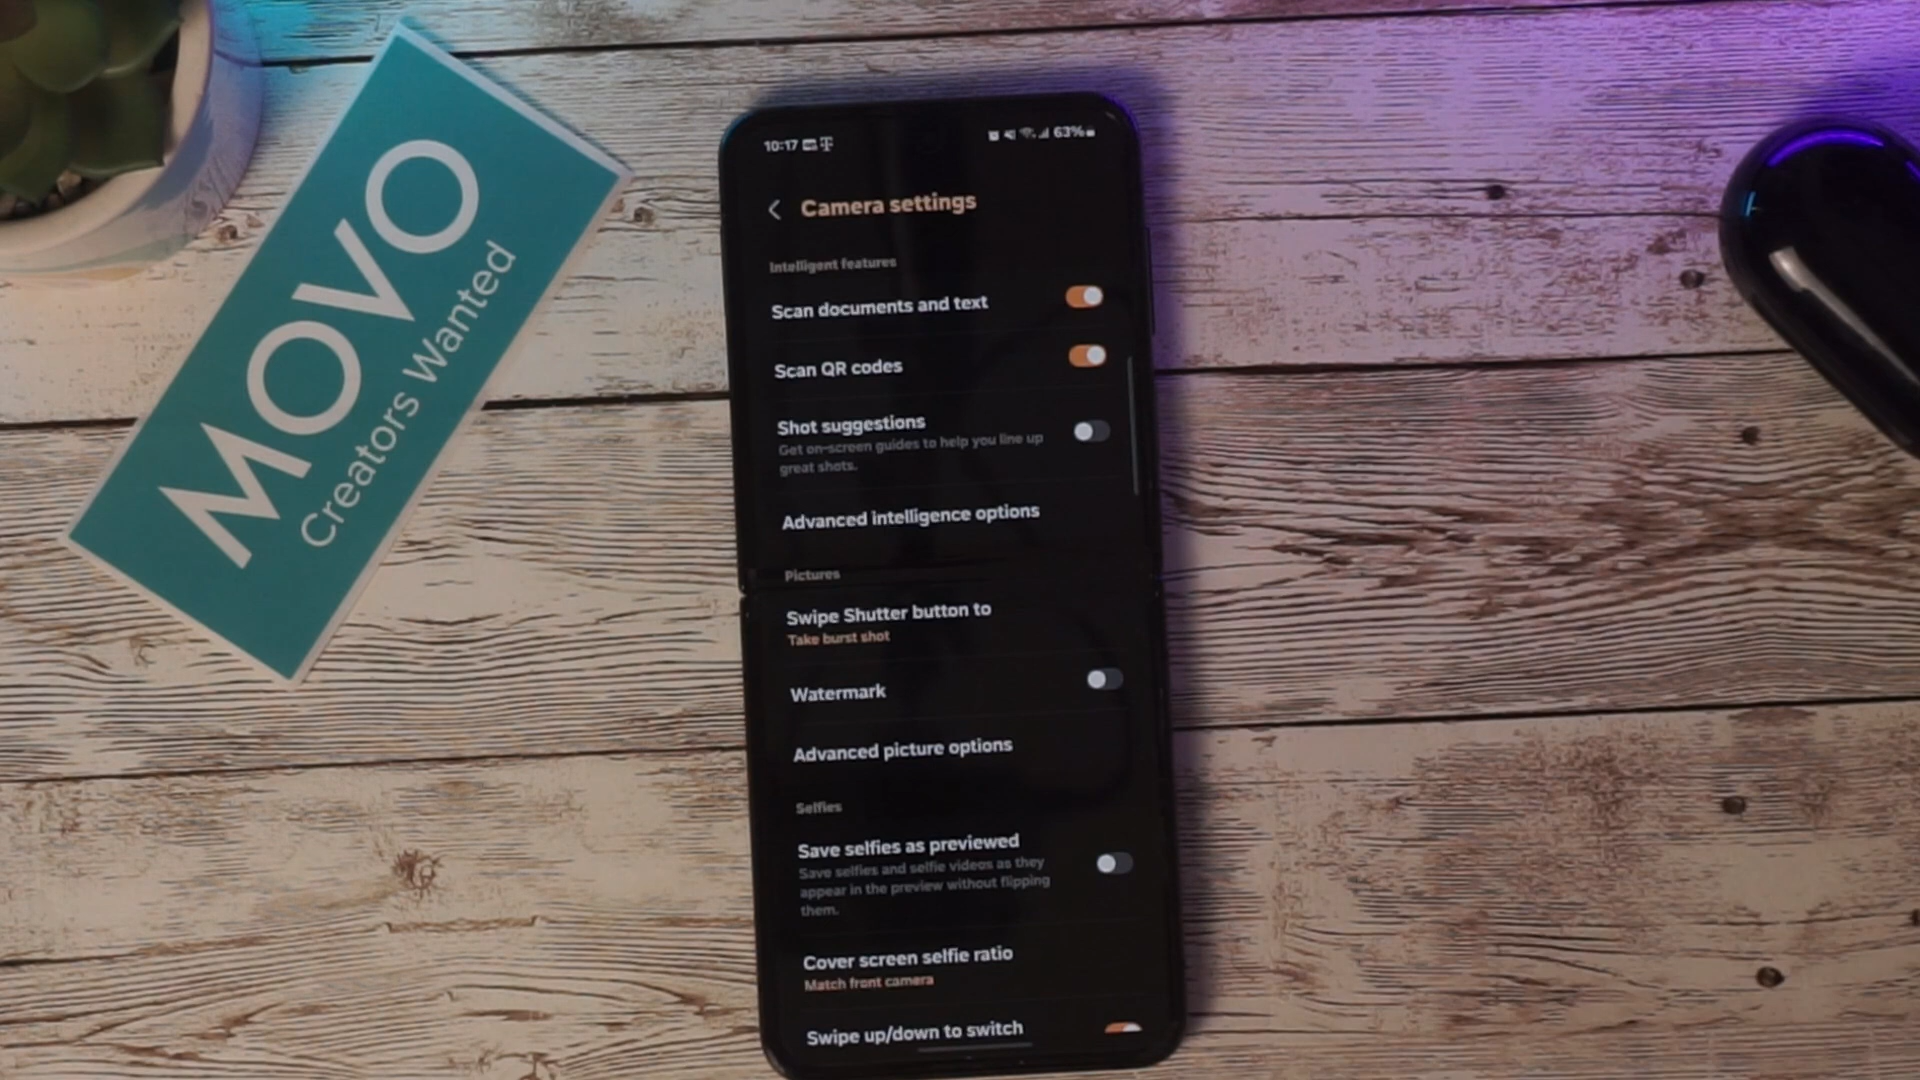 MOVO
Creators Wanted
10:17
63%
Camera settings
Intelligent features
Scan documents and text
Scan QR codes
Shot suggestions
Get on-screen guides to help you line up
great shots.
Advanced intelligence options
Pictures
Swipe Shutter button to
Take burst shot
Watermark
Advanced picture options
Selfies
Save selfies as previewed
Save selfies and selfie videos as they
appear in the preview without flipping
them.
Cover screen selfie ratio
Match front camera
Swipe up/down to switch